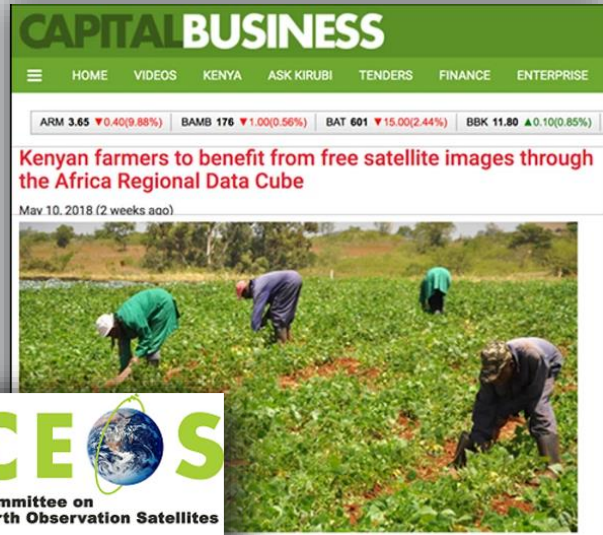 CAPITALBUSINESS
HOME VIDEOS KENYA ASK KIRUBI TENDERS FINANCE ENTERPRISE
ARM 3.65 ▼0.40(9.88%) BAMB 176 ▼1.00(0.56%) BAT 601 ▼15.00(2.44%) BBK 11.80 ▲0.10(0.85%)
Kenyan farmers to benefit from free satellite images through
the Africa Regional Data Cube
May 10, 2018 (2 weeks ago)
CEOS
mmittee on
rth Observation Satellites